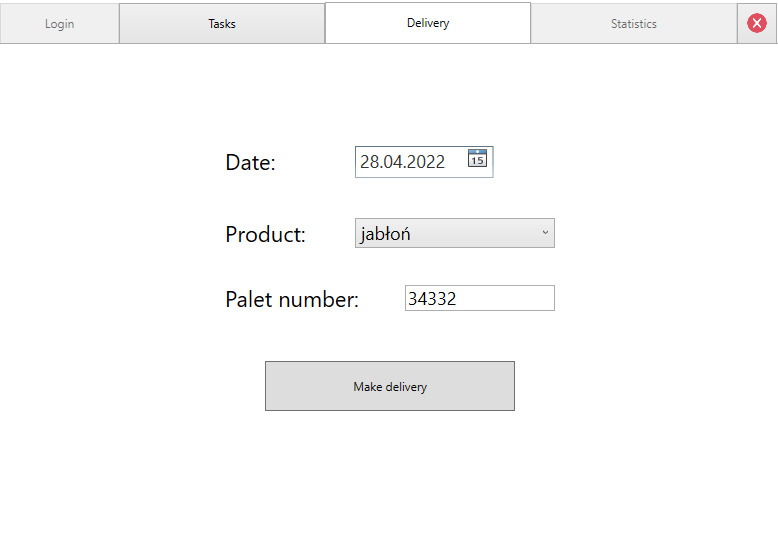 Login Tasks Delivery Statistics
Date: 28.04.2022 15
Product: jabłoń
Palet number: 34332
Make delivery